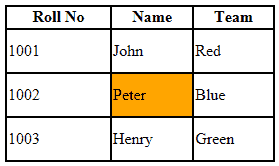 Roll No Name Team
1001 John Red
1002 Peter Blue
1003 Henry Green